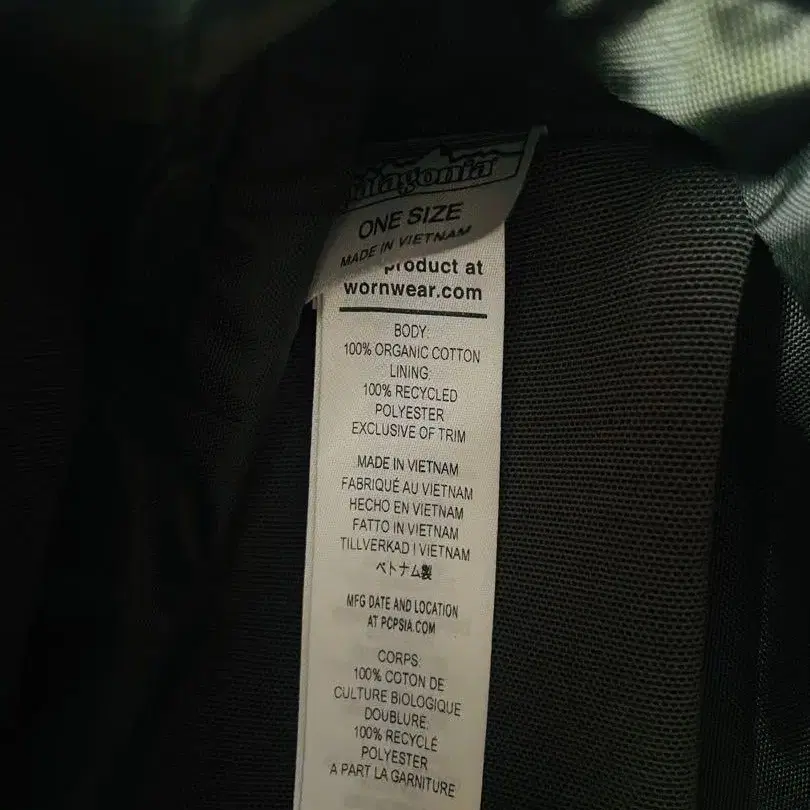 patagonia
ONE SIZE
MADE IN VIETNAM
product at
wornwear.com
BODY:
100% ORGANIC COTTON
LINING:
100% RECYCLED
POLYESTER
EXCLUSIVE OF TRIM
MADE IN VIETNAM
FABRIQUÉ AU VIETNAM
HECHO EN VIETNAM
FATTO IN VIETNAM
TILLVERKAD I VIETNAM
ベトナム製
MFG DATE AND LOCATION
AT PCPSIA.COM
CORPS:
100% COTON DE
CULTURE BIOLOGIQUE
DOUBLURE:
100% RECYCLÉ
POLYESTER
A PART LA GARNITURE